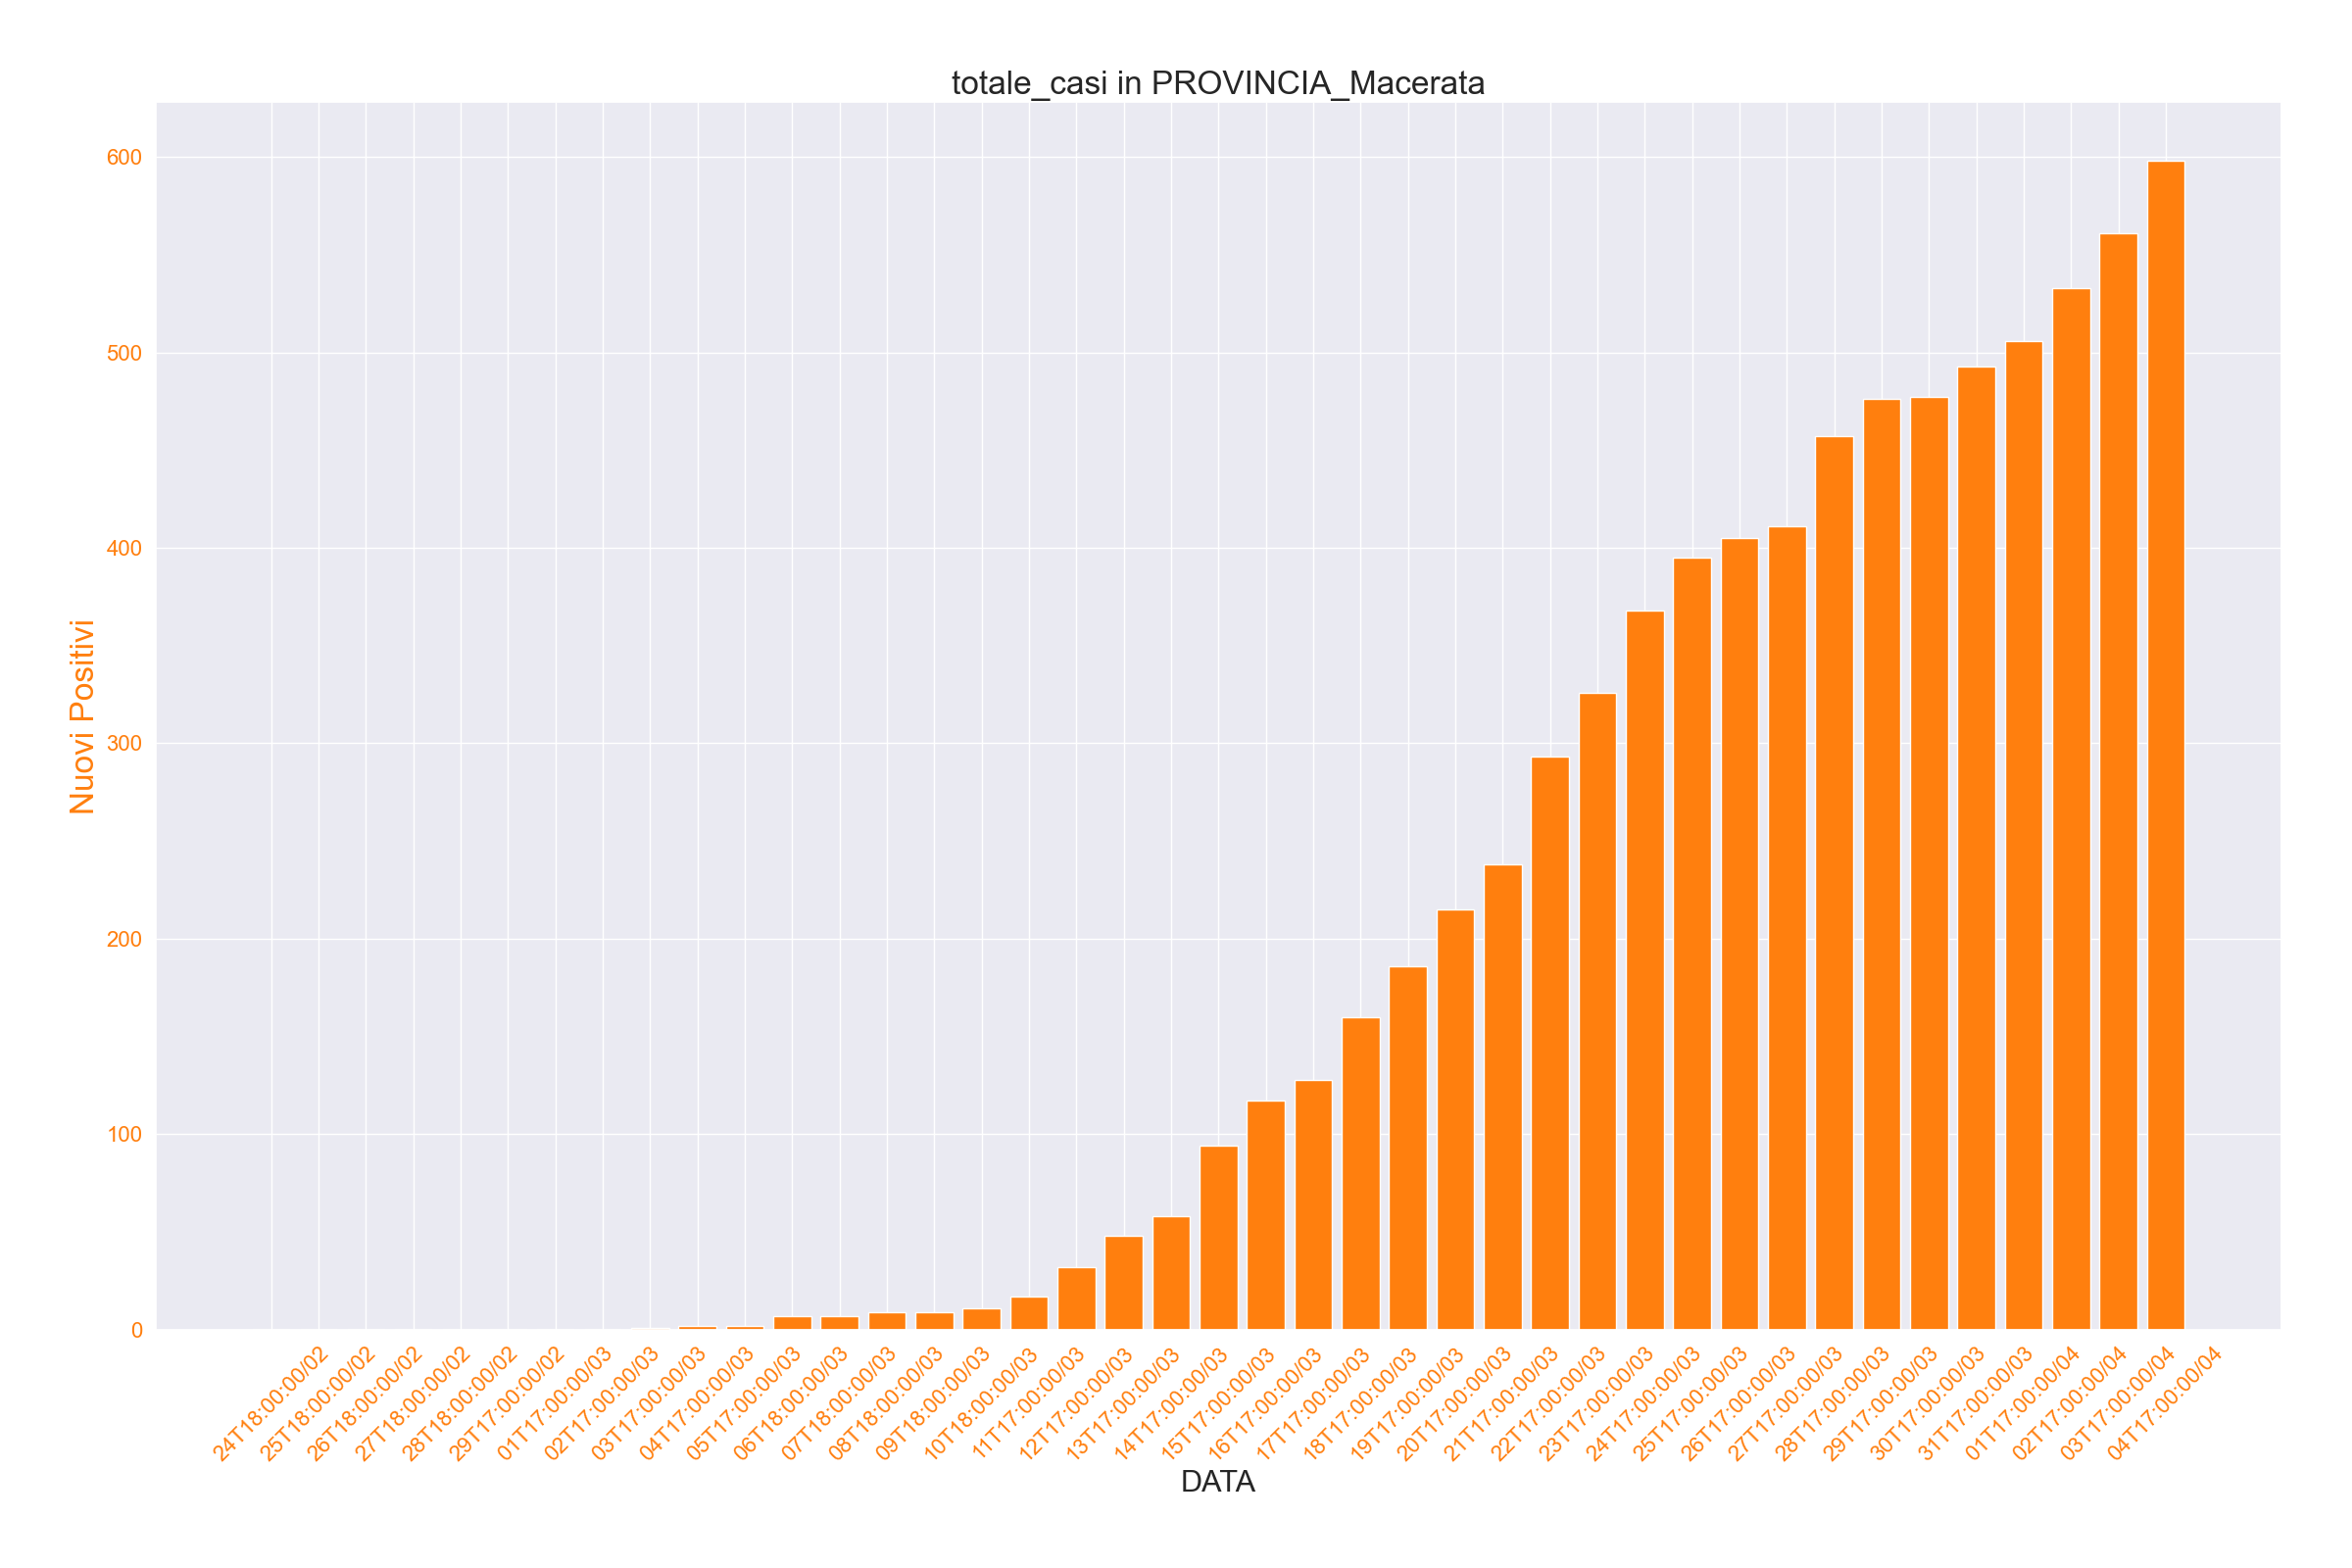 totale_casi in PROVINCIA_Macerata
600
500
400
300
200
100
0
Nuovi Positivi
24T18:00:00/02
25T18:00:00/02
26T18:00:00/02
27T18:00:00/02
28T18:00:00/02
29T17:00:00/02
01T17:00:00/03
02T17:00:00/03
03T17:00:00/03
04T17:00:00/03
05T17:00:00/03
06T18:00:00/03
07T18:00:00/03
08T18:00:00/03
09T18:00:00/03
10T18:00:00/03
11T17:00:00/03
12T17:00:00/03
13T17:00:00/03
14T17:00:00/03
15T17:00:00/03
16T17:00:00/03
17T17:00:00/03
18T17:00:00/03
19T17:00:00/03
20T17:00:00/03
21T17:00:00/03
22T17:00:00/03
23T17:00:00/03
24T17:00:00/03
25T17:00:00/03
26T17:00:00/03
27T17:00:00/03
28T17:00:00/03
29T17:00:00/03
30T17:00:00/03
31T17:00:00/03
01T17:00:00/04
02T17:00:00/04
03T17:00:00/04
04T17:00:00/04
DATA